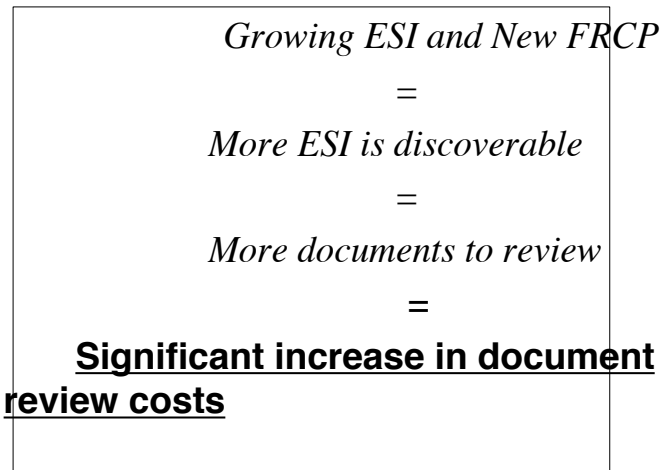 Growing ESI and New FRCP
=
More ESI is discoverable
=
More documents to review
=
Significant increase in document
review costs